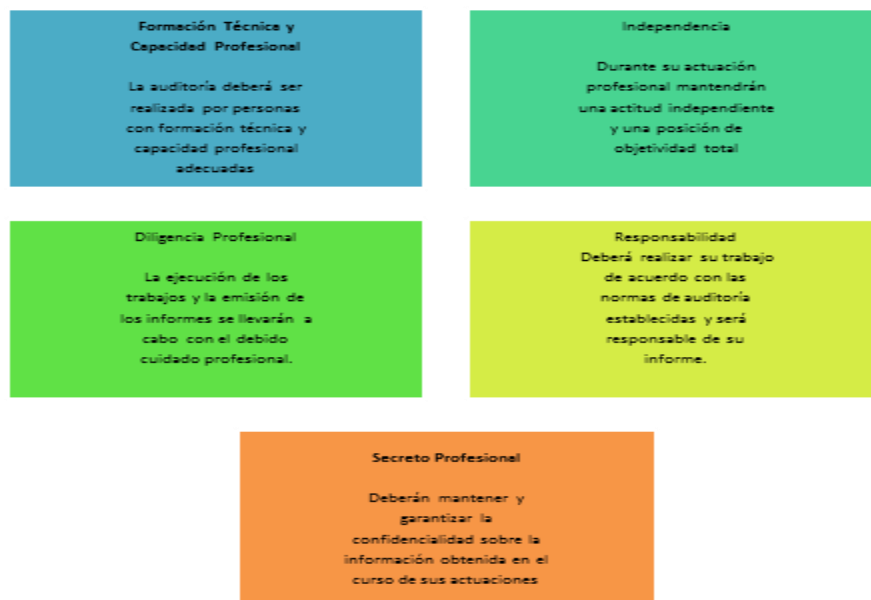 Formación Técnica y
Capacidad Profesional
La auditoría deberá ser
realizada por personas
con formación técnica y
capacidad profesional
adecuadas
Independencia
Durante su actuación
profesional mantendrán
una actitud independiente
y una posición de
objetividad total
Diligencia Profesional
La ejecución de los
trabajos y la emisión de
los informes se llevarán a
cabo con el debido
cuidado profesional.
Responsabilidad
Deberá realizar su trabajo
de acuerdo con las
normas de auditoría
establecidas y será
responsable de su
informe.
Secreto Profesional
Deberán mantener y
garantizar la
confidencialidad sobre la
información obtenida en el
curso de sus actuaciones